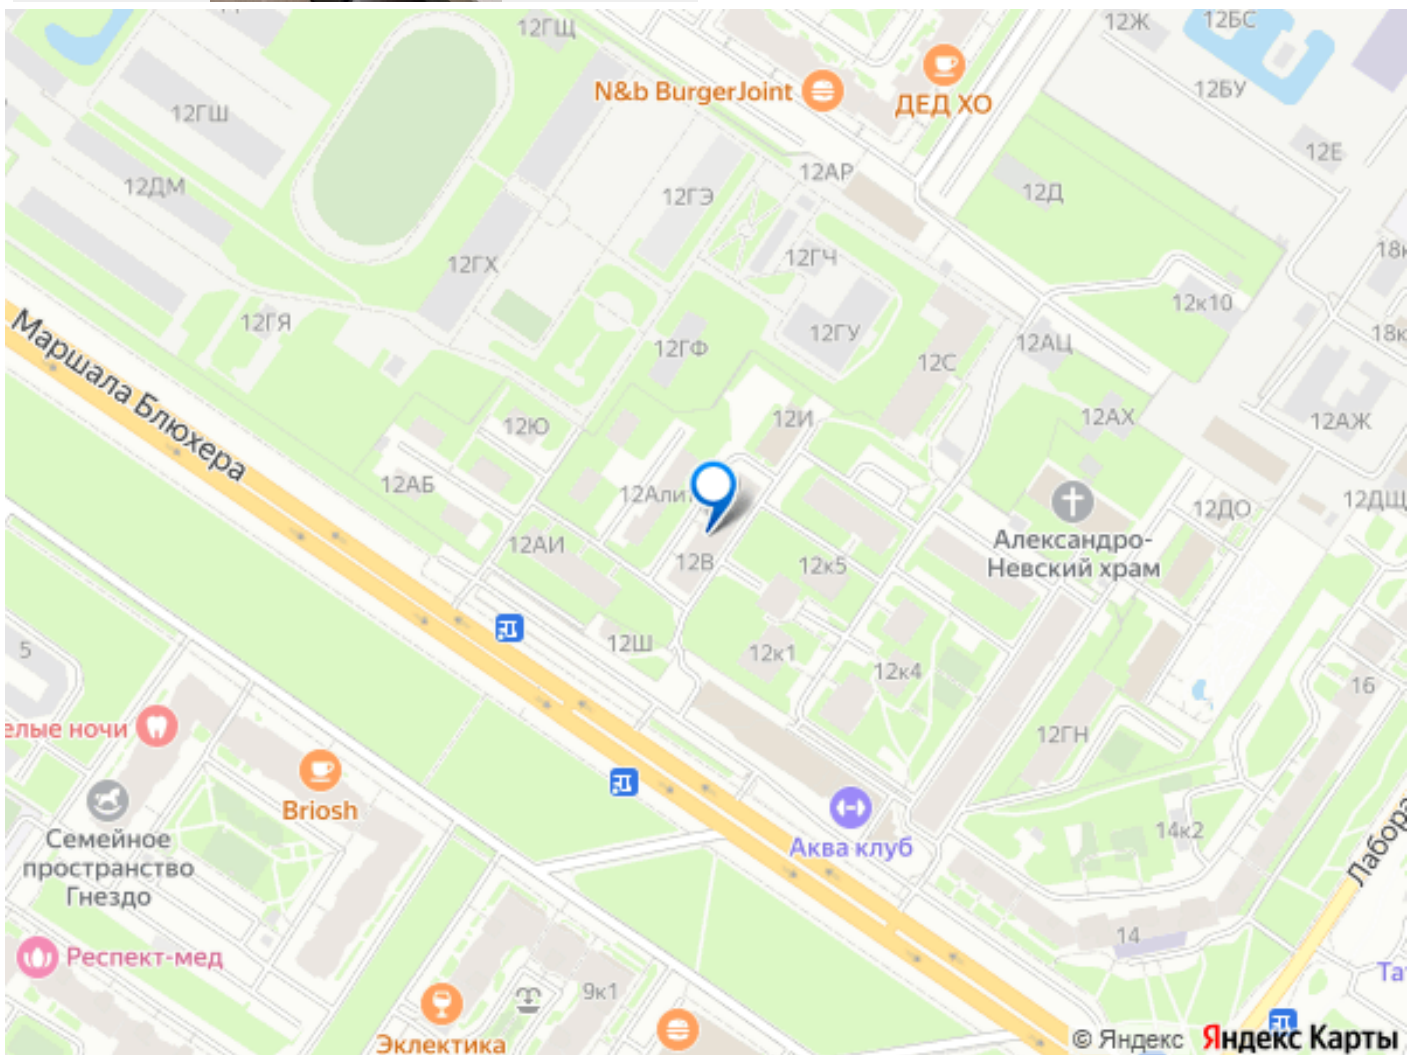 12ГЩ
12Ж
12БС
N&b BurgerJoint
ДЕД ХО
12БУ
12ГШ
12Е
12АР
12ДМ
12ГЭ
12Д
18к
12ГХ
12ГЧ
12к10
12ГЯ
12ГУ
12АЦ
18к
12ГФ
12С
Маршала Блюхера
12Ю
12И
12АХ
12АЖ
12АБ
12Алит
12ДО
12ДЩ
12АИ
Александро-
Невский храм
12В
12к5
12Ш
12к1
12к4
5
16
елые ночи
12ГН
Briosh
Семейное
пространство
Гнездо
Аква клуб
14к2
Лабора
14
Респект-мед
9к1
Та
Эклектика
© Яндекс Яндекс Карты